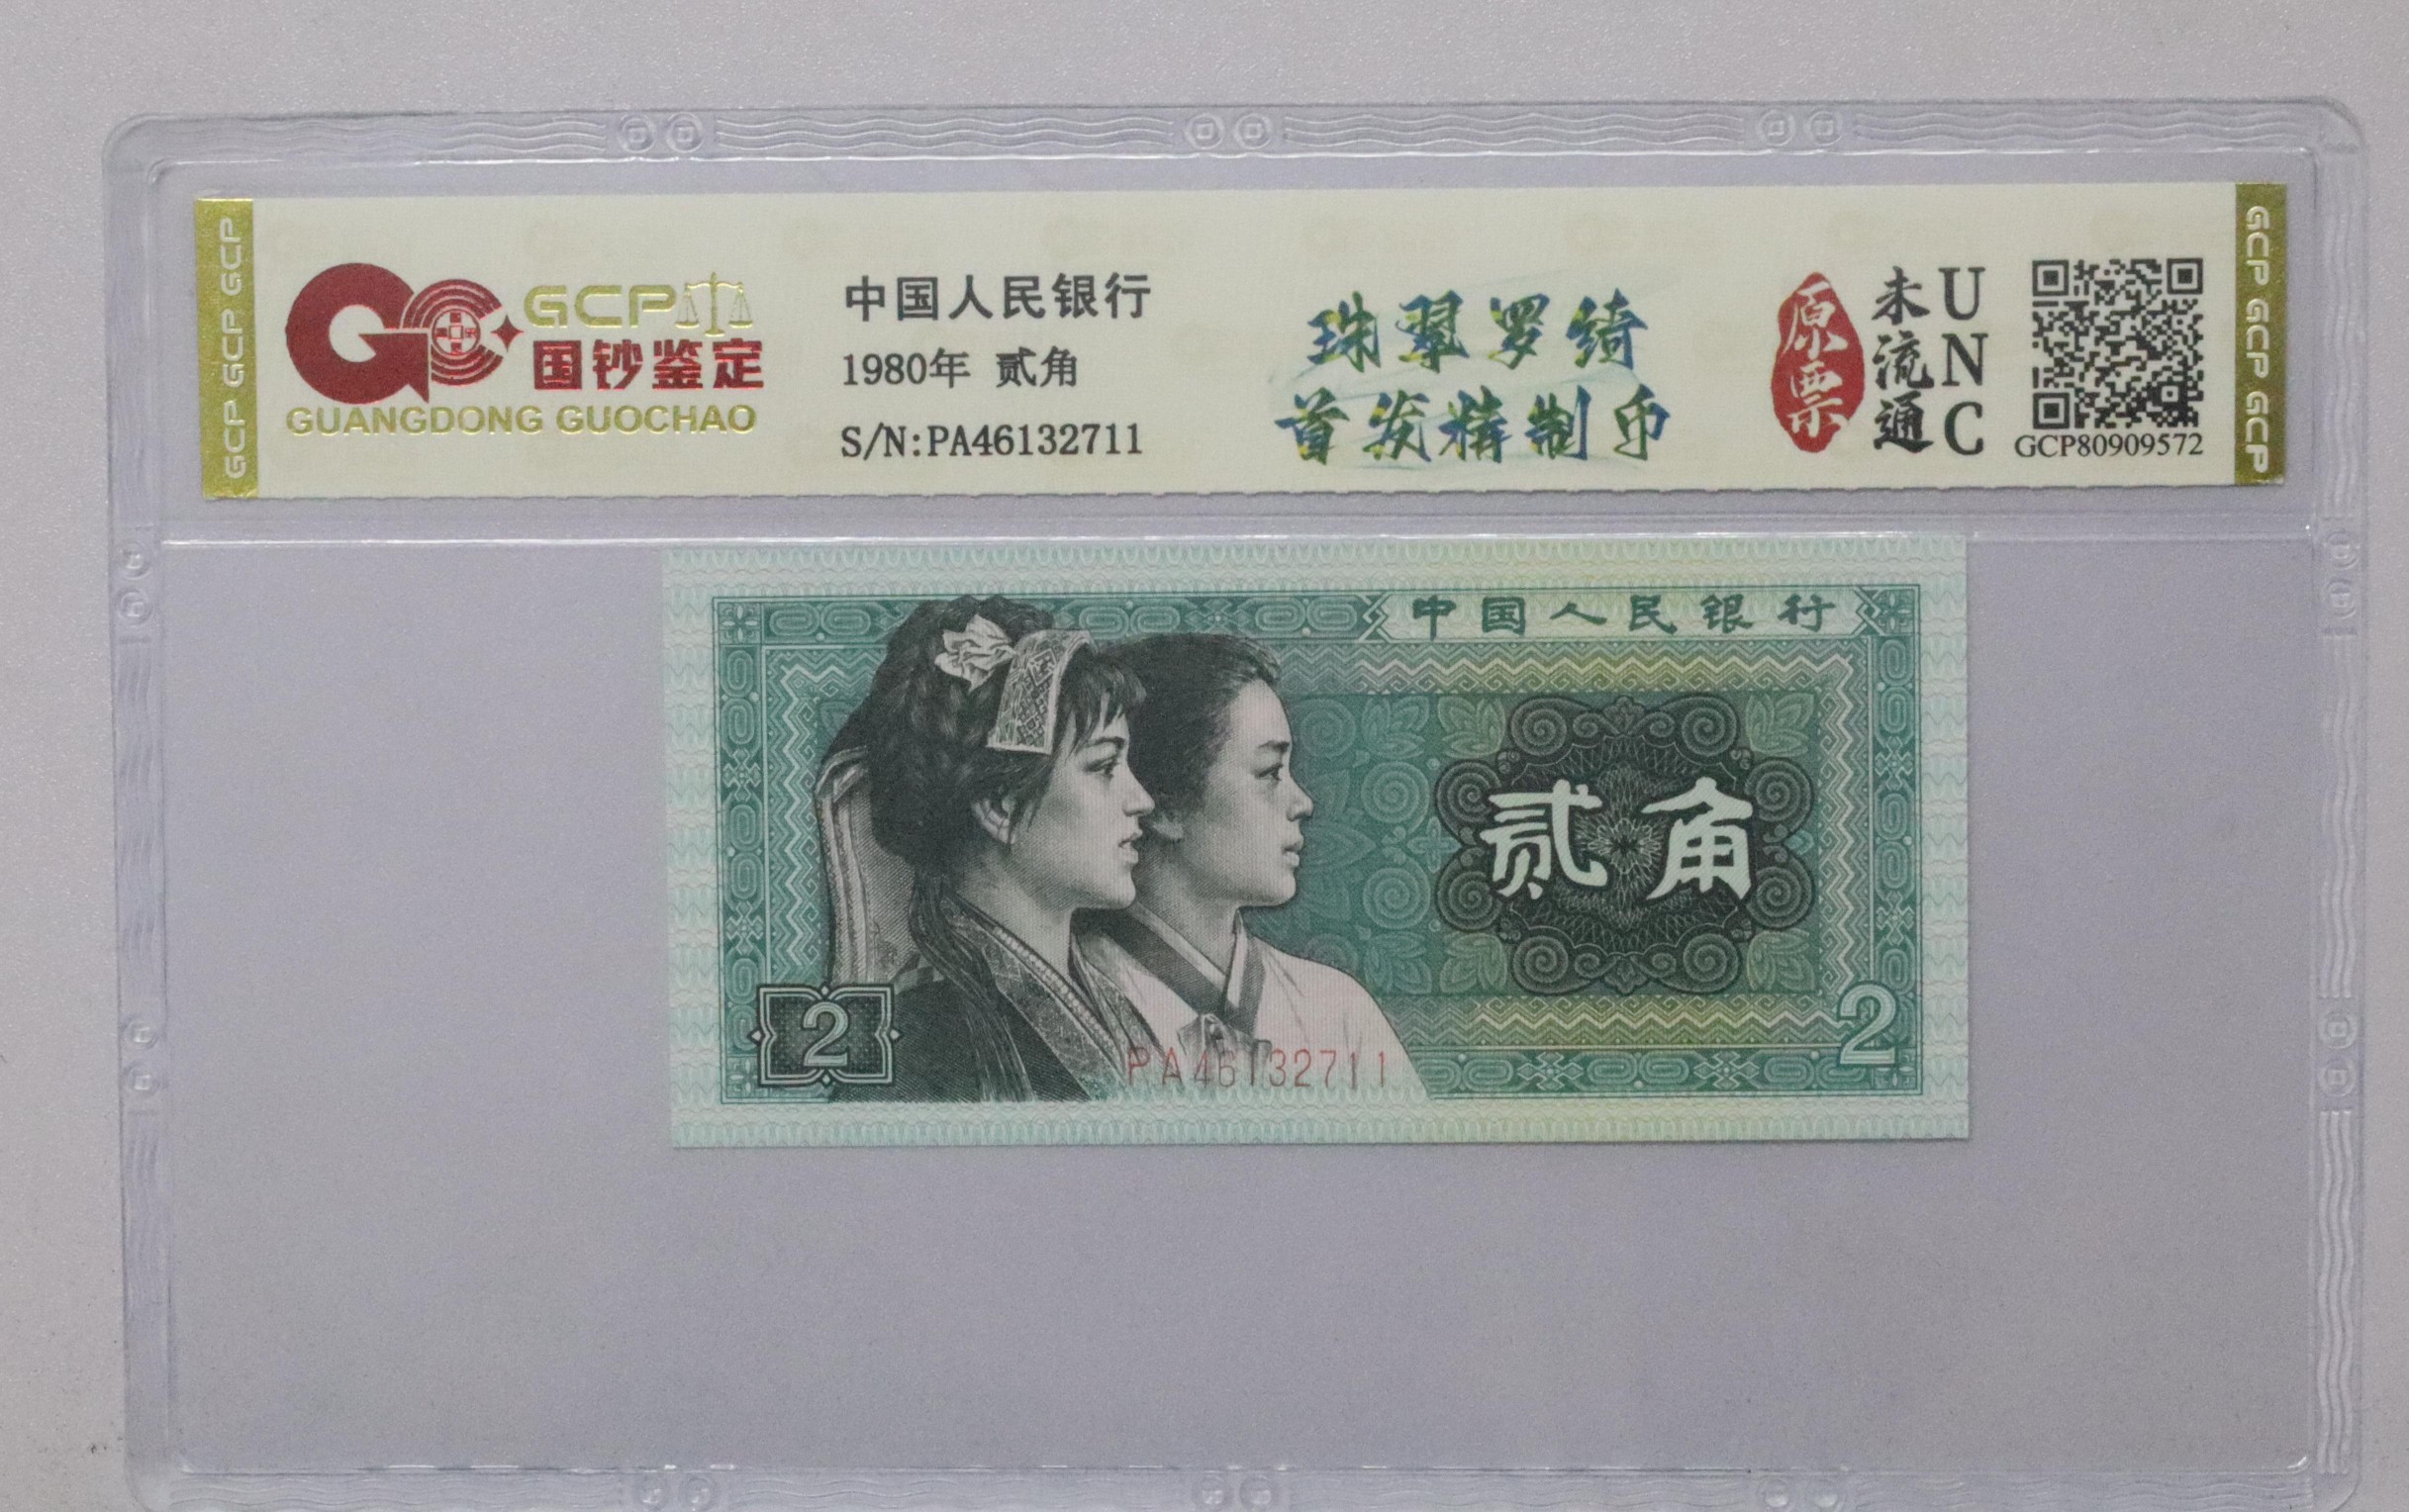 GCP GCP GCP
GCP
国钞鉴定
GUANGDONG GUOCHAO
中国人民银行
1980年 贰角
S/N:PA46132711
珠翠罗绮
首发精制币
原票
未流通
UNC
GCP80909572
GCP GCP GCP
中国人民银行
贰角
2
2
PA46132711